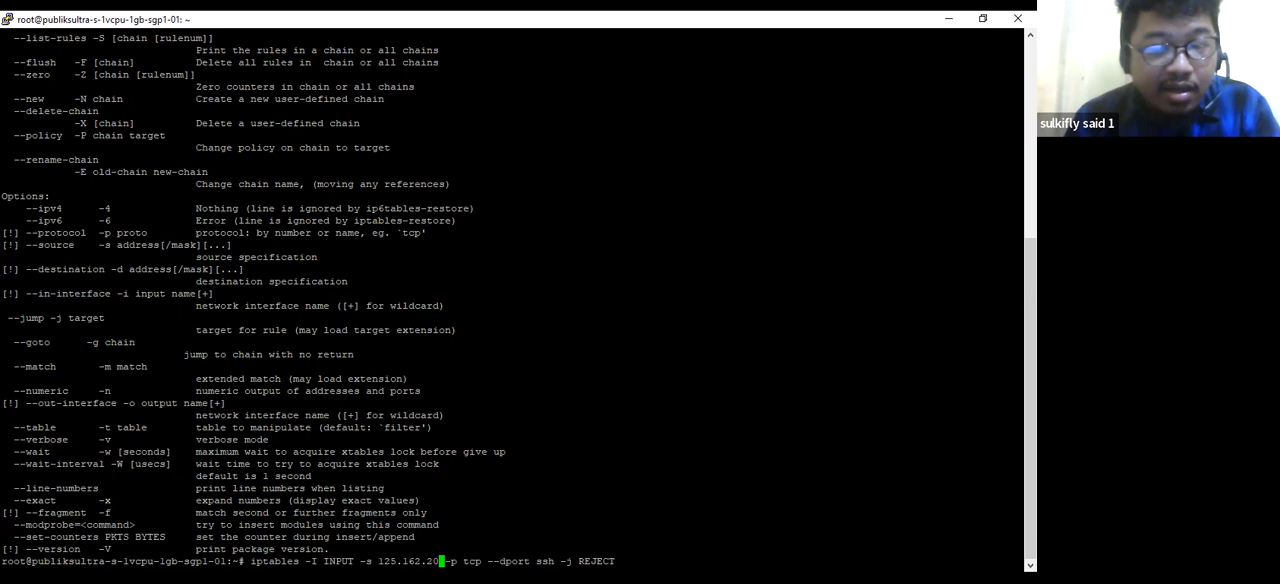 root@publiksultra-s-1vcpu-1gb-sgp1-01: ~
--list-rules -S [chain [rulenum]]
Print the rules in a chain or all chains
--flush -F [chain] Delete all rules in chain or all chains
--zero -Z [chain [rulenum]]
Zero counters in chain or all chains
--new -N chain Create a new user-defined chain
--delete-chain
-X [chain] Delete a user-defined chain
--policy -P chain target
Change policy on chain to target
--rename-chain
-E old-chain new-chain
Change chain name, (moving any references)
Options:
--ipv4 -4 Nothing (line is ignored by ip6tables-restore)
--ipv6 -6 Error (line is ignored by iptables-restore)
[!] --protocol -p proto protocol: by number or name, eg. `tcp'
[!] --source -s address[/mask][...]
source specification
[!] --destination -d address[/mask][...]
destination specification
[!] --in-interface -i input name[+]
network interface name ([+] for wildcard)
--jump -j target
target for rule (may load target extension)
--goto -g chain
jump to chain with no return
--match -m match
extended match (may load extension)
--numeric -n numeric output of addresses and ports
[!] --out-interface -o output name[+]
network interface name ([+] for wildcard)
--table -t table table to manipulate (default: `filter')
--verbose -v verbose mode
--wait -w [seconds] maximum wait to acquire xtables lock before give up
--wait-interval -W [usecs] wait time to try to acquire xtables lock
default is 1 second
--line-numbers print line numbers when listing
--exact -x expand numbers (display exact values)
[!] --fragment -f match second or further fragments only
--modprobe=<command> try to insert modules using this command
--set-counters PKTS BYTES set the counter during insert/append
[!] --version -V print package version.
root@publiksultra-s-1vcpu-1gb-sgp1-01:~# iptables -I INPUT -s 125.162.20 -p tcp --dport ssh -j REJECT
sulkifly said 1